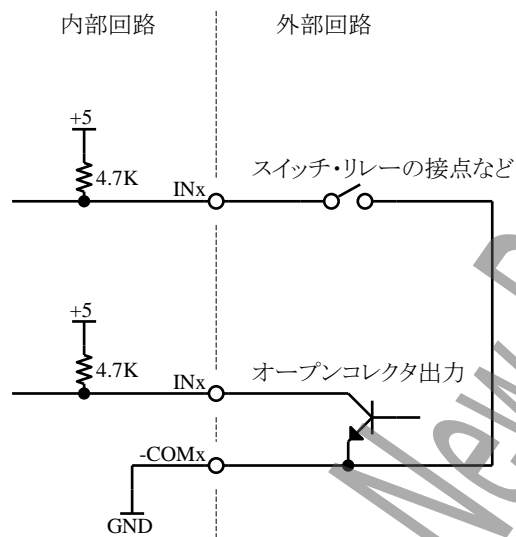 内部回路
外部回路
+5
4.7K
INx
スイッチ・リレーの接点など
+5
4.7K
INx
オープンコレクタ出力
-COMx
GND
New